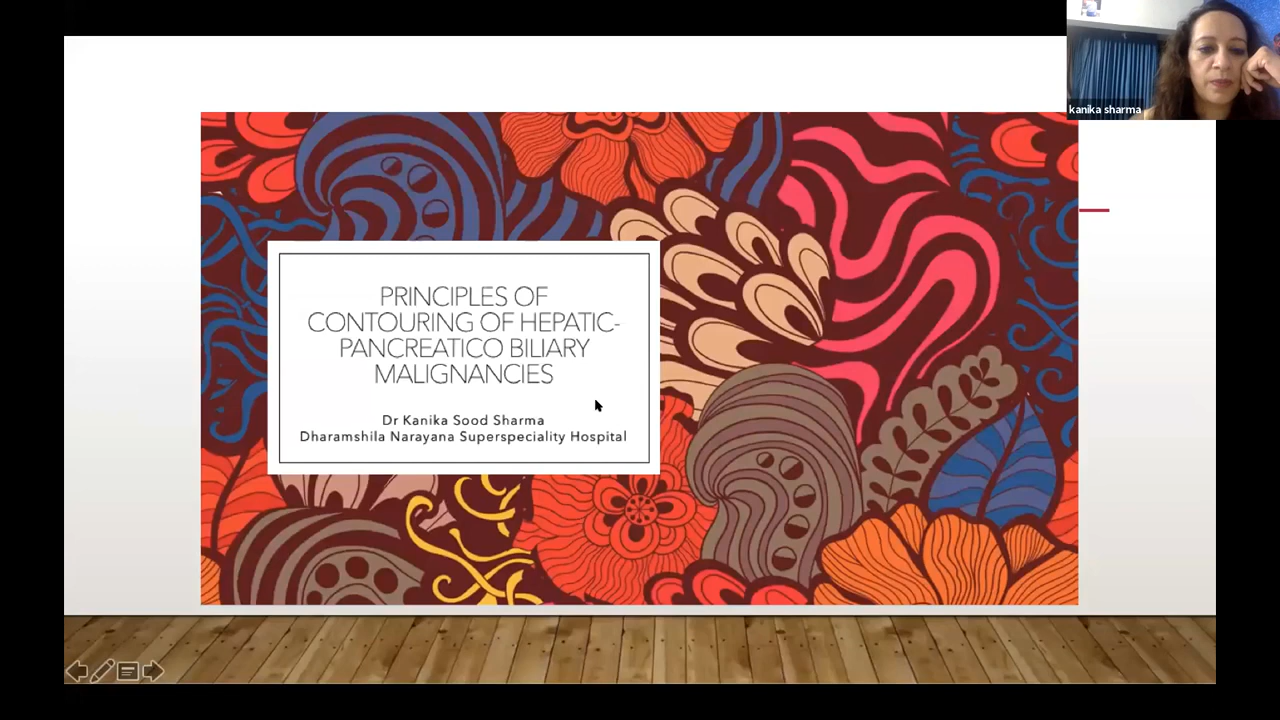 kanika sharma
PRINCIPLES OF
CONTOURING OF HEPATIC-
PANCREATICO BILIARY
MALIGNANCIES
Dr Kanika Sood Sharma
Dharamshila Narayana Superspeciality Hospital